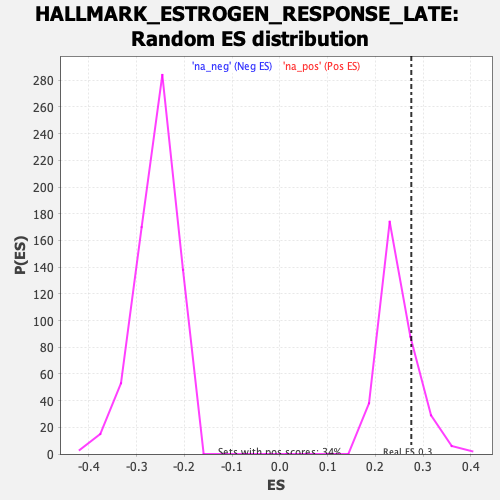 HALLMARK_ESTROGEN_RESPONSE_LATE:
Random ES distribution
'na_neg' (Neg ES) 'na_pos' (Pos ES)
280
260
240
220
200
180
160
140
120
100
80
60
40
20
0
P(ES)
Sets with pos scores: 34%
Real ES 0.3
-0.4 -0.3 -0.2 -0.1 0.0 0.1 0.2 0.3 0.4
ES